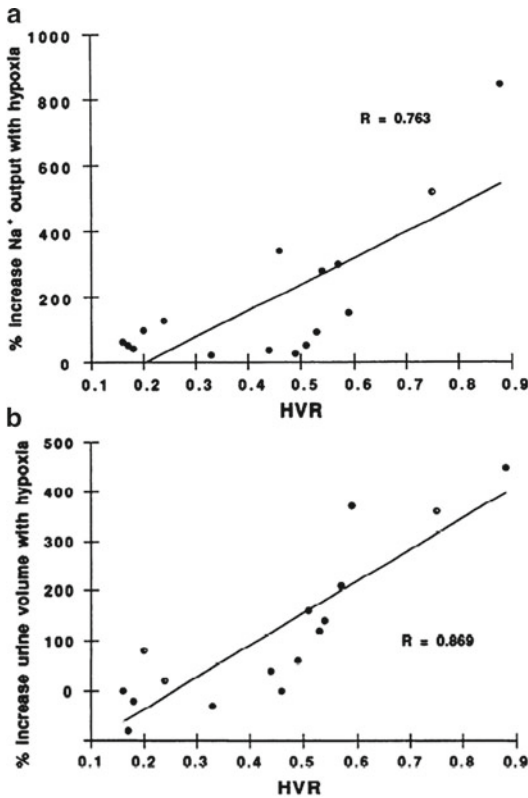 a
1000
800
600
400
200
0
% Increase Na⁺ output with hypoxia
R = 0.763
0.1 0.2 0.3 0.4 0.5 0.6 0.7 0.8 0.9
HVR
b
500
400
300
200
100
0
% Increase urine volume with hypoxia
R = 0.869
0.1 0.2 0.3 0.4 0.5 0.6 0.7 0.8 0.9
HVR